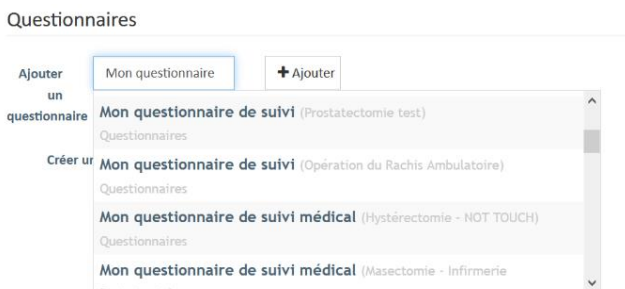 Questionnaires
Ajouter un questionnaire
Mon questionnaire
+ Ajouter
Mon questionnaire de suivi (Prostatectomie test)
Questionnaires
Créer un
Mon questionnaire de suivi (Opération du Rachis Ambulatoire)
Questionnaires
Mon questionnaire de suivi médical (Hystérectomie - NOT TOUCH)
Questionnaires
Mon questionnaire de suivi médical (Masectomie - Infirmerie